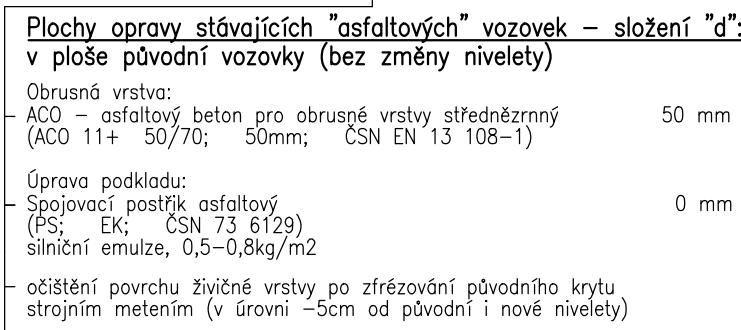 Plochy opravy stávajících "asfaltových" vozovek – složení "d":
v ploše původní vozovky (bez změny nivelety)
Obrusná vrstva:
ACO – asfaltový beton pro obrusné vrstvy střednězrnný 50 mm
(ACO 11+ 50/70; 50mm; ČSN EN 13 108–1)
Úprava podkladu:
Spojovací postřik asfaltový 0 mm
(PS; EK; ČSN 73 6129)
silniční emulze, 0,5–0,8kg/m2
očištění povrchu živičné vrstvy po zfrézování původního krytu
strojním metením (v úrovni –5cm od původní i nové nivelety)